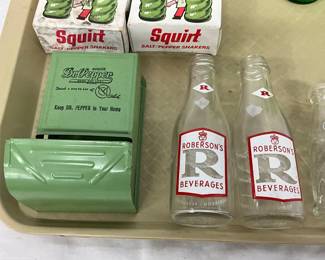 Squirt
SALT-PEPPER SHAKERS
Squirt
SALT-PEPPER SHAKERS
Dr. Pepper
Keep DR. PEPPER in Your Home
R
ROBERSON'S
R
BEVERAGES
ROBERSON'S
R
BEVERAGES